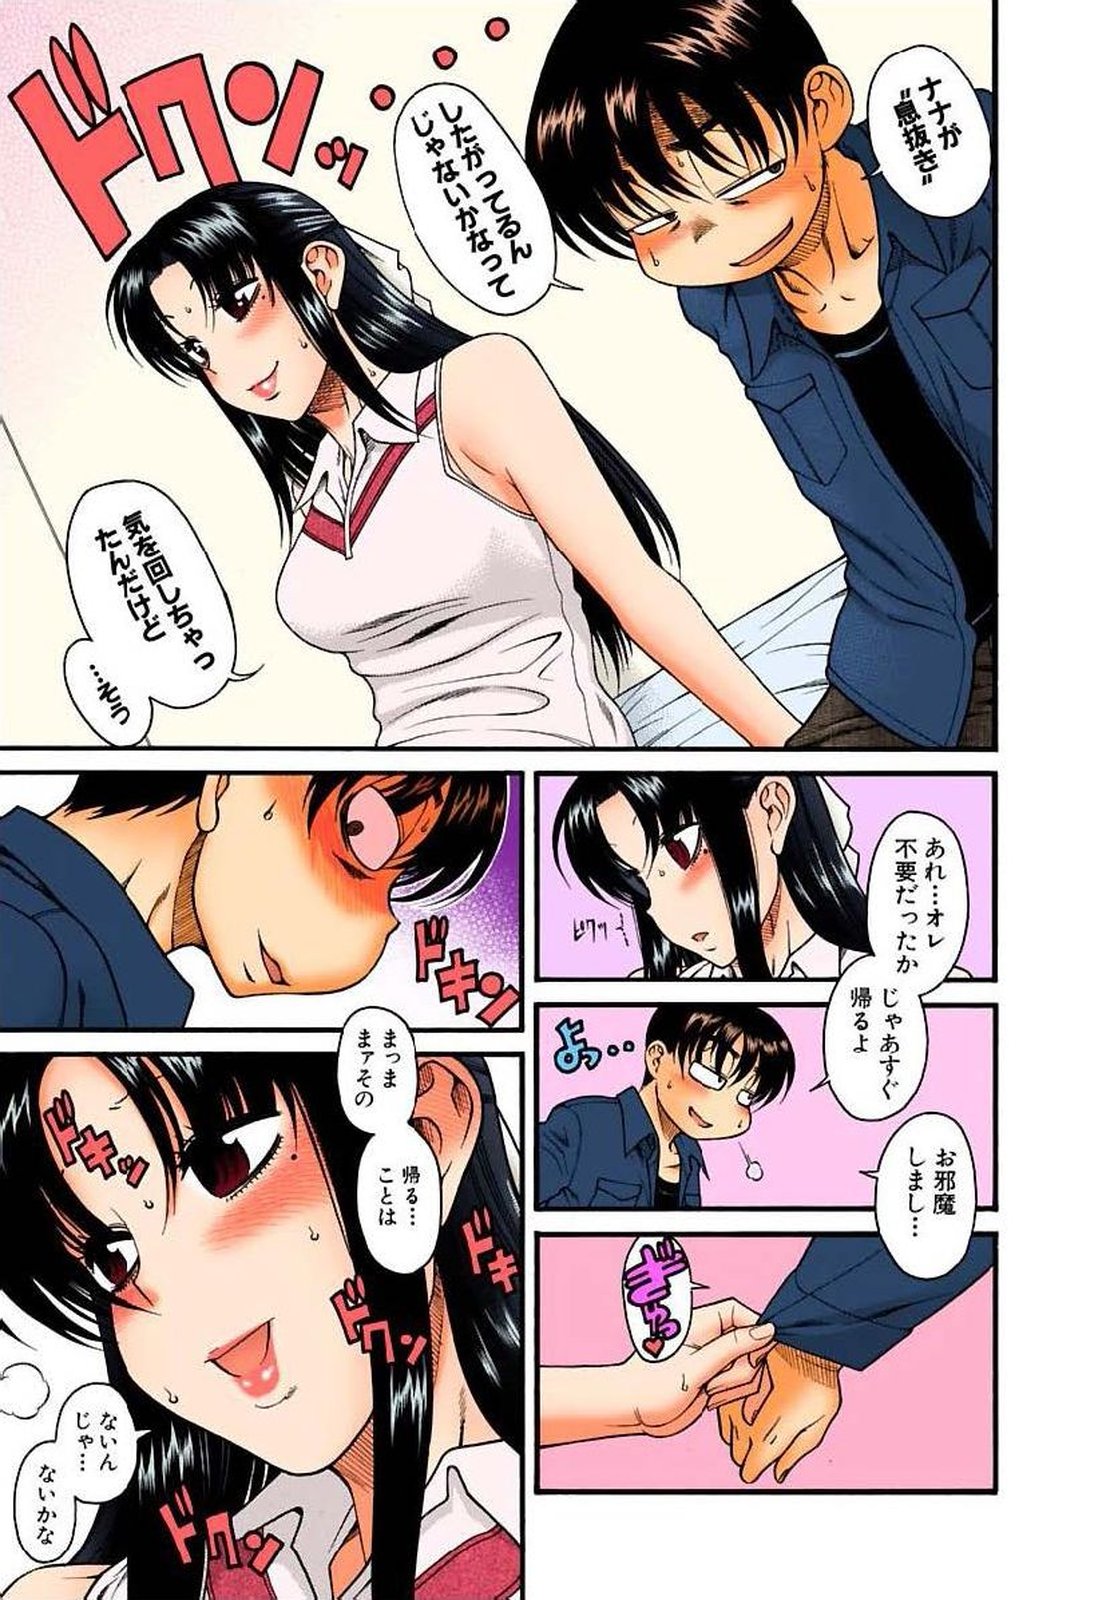 ナナが
〝息抜き〟
したがってるん
じゃないかなって
ドクンッ
気を回しちゃっ
たんだけど
…そう
あれ…オレ
不要だったか
ドクッ
じゃあすぐ
帰るよ
よっ・・
お邪魔
しまし…
ぎゅっ♥
ドキン
まっま
まァその
帰る…
ことは
ドキッ
ドキッ
ドクン
ないん
じゃ…
ないかな
ドクン